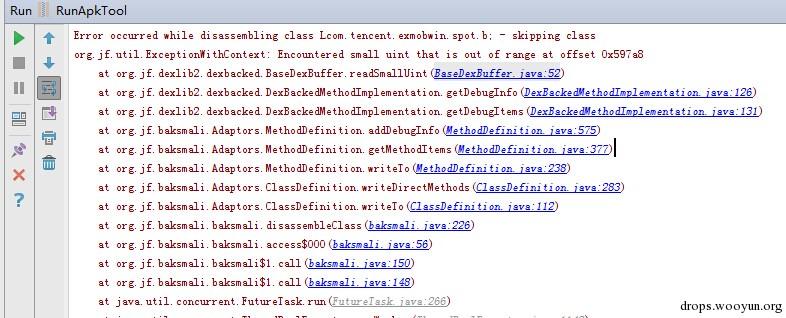 Run RunApkTool
Error occurred while disassembling class Lcom.tencent.exmobwin.spot.b; - skipping class
org.jf.util.ExceptionWithContext: Encountered small uint that is out of range at offset 0x597a8
at org.jf.dexlib2.dexbacked.BaseDexBuffer.readSmallUint(BaseDexBuffer.java:52)
at org.jf.dexlib2.dexbacked.DexBackedMethodImplementation.getDebugInfo(DexBackedMethodImplementation.java:126)
at org.jf.dexlib2.dexbacked.DexBackedMethodImplementation.getDebugItems(DexBackedMethodImplementation.java:131)
at org.jf.baksmali.Adaptors.MethodDefinition.addDebugInfo(MethodDefinition.java:575)
at org.jf.baksmali.Adaptors.MethodDefinition.getMethodItems(MethodDefinition.java:377)
at org.jf.baksmali.Adaptors.MethodDefinition.writeTo(MethodDefinition.java:238)
at org.jf.baksmali.Adaptors.ClassDefinition.writeDirectMethods(ClassDefinition.java:283)
at org.jf.baksmali.Adaptors.ClassDefinition.writeTo(ClassDefinition.java:112)
at org.jf.baksmali.baksmali.disassembleClass(baksmali.java:226)
at org.jf.baksmali.baksmali.access$000(baksmali.java:56)
at org.jf.baksmali.baksmali$1.call(baksmali.java:150)
at org.jf.baksmali.baksmali$1.call(baksmali.java:148)
at java.util.concurrent.FutureTask.run(FutureTask.java:266)
drops.wooyun.org